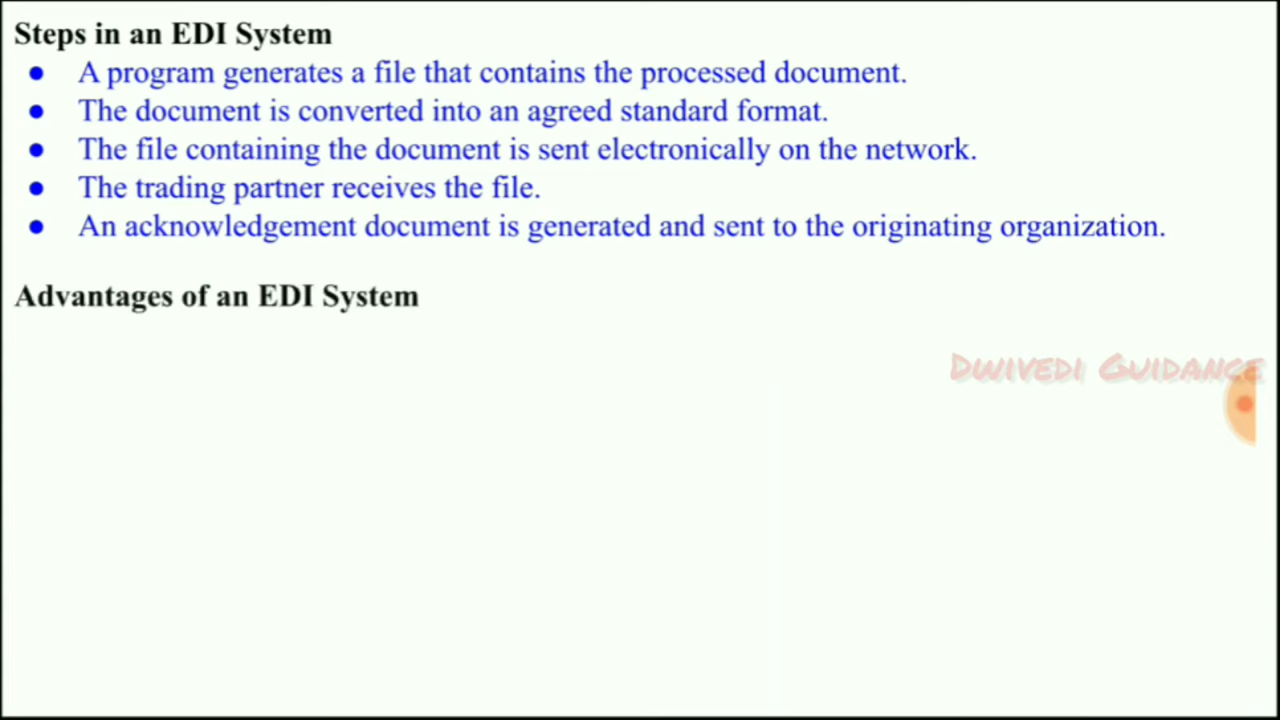 Steps in an EDI System
● A program generates a file that contains the processed document.
● The document is converted into an agreed standard format.
● The file containing the document is sent electronically on the network.
● The trading partner receives the file.
● An acknowledgement document is generated and sent to the originating organization.
Advantages of an EDI System
Dwivedi Guidance